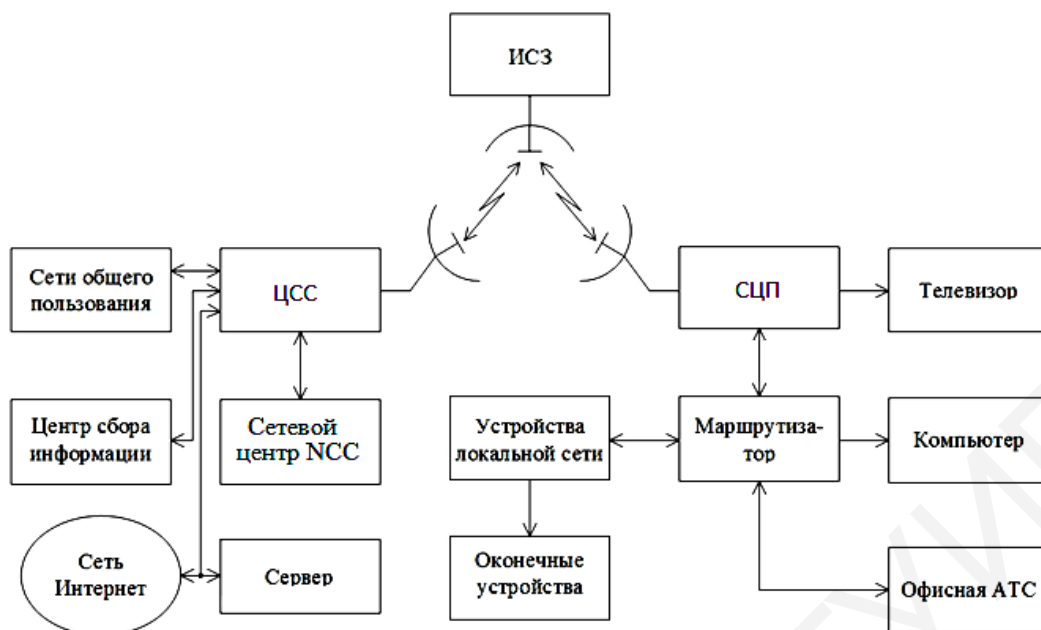 ИСЗ
Сети общего
пользования
ЦСС
СЦП
Телевизор
Центр сбора
информации
Сетевой
центр NCC
Устройства
локальной сети
Маршрутиза-
тор
Компьютер
Сеть
Интернет
Сервер
Оконечные
устройства
Офисная АТС